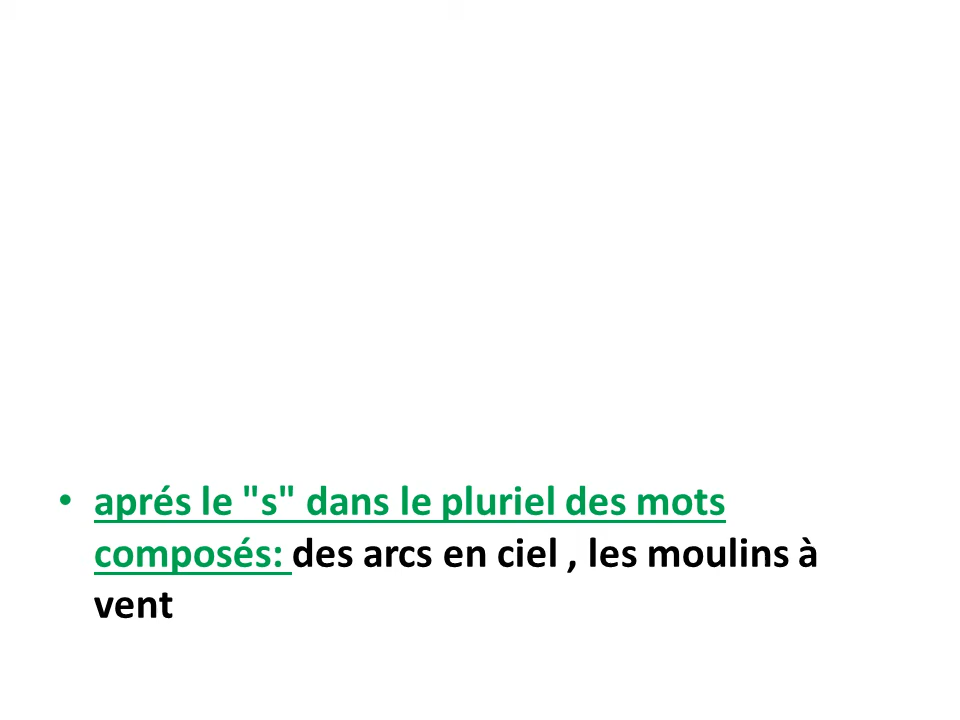 • aprés le "s" dans le pluriel des mots
composés: des arcs en ciel , les moulins à
vent